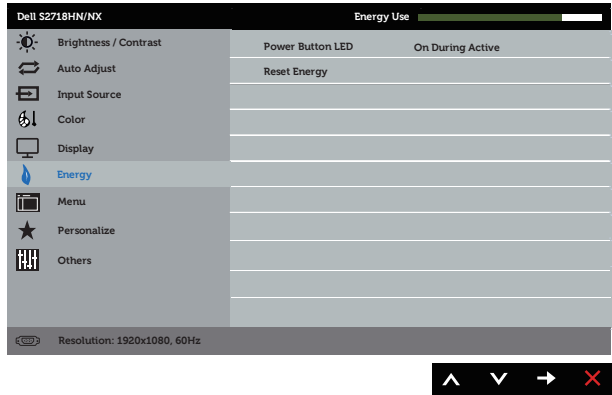 Dell S2718HN/NX Energy Use
Brightness / Contrast
Power Button LED On During Active
Auto Adjust
Reset Energy
Input Source
Color
Display
Energy
Menu
Personalize
Others
Resolution: 1920x1080, 60Hz